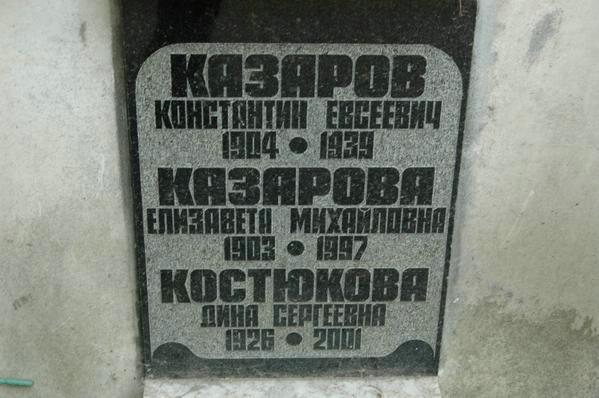 КАЗАРОВ
КОНСТАНТИН ЕВСЕЕВИЧ
1904 • 1939
КАЗАРОВА
ЕЛИЗАВЕТА МИХАЙЛОВНА
1903 • 1997
КОСТЮКОВА
ДИНА СЕРГЕЕВНА
1926 • 2001